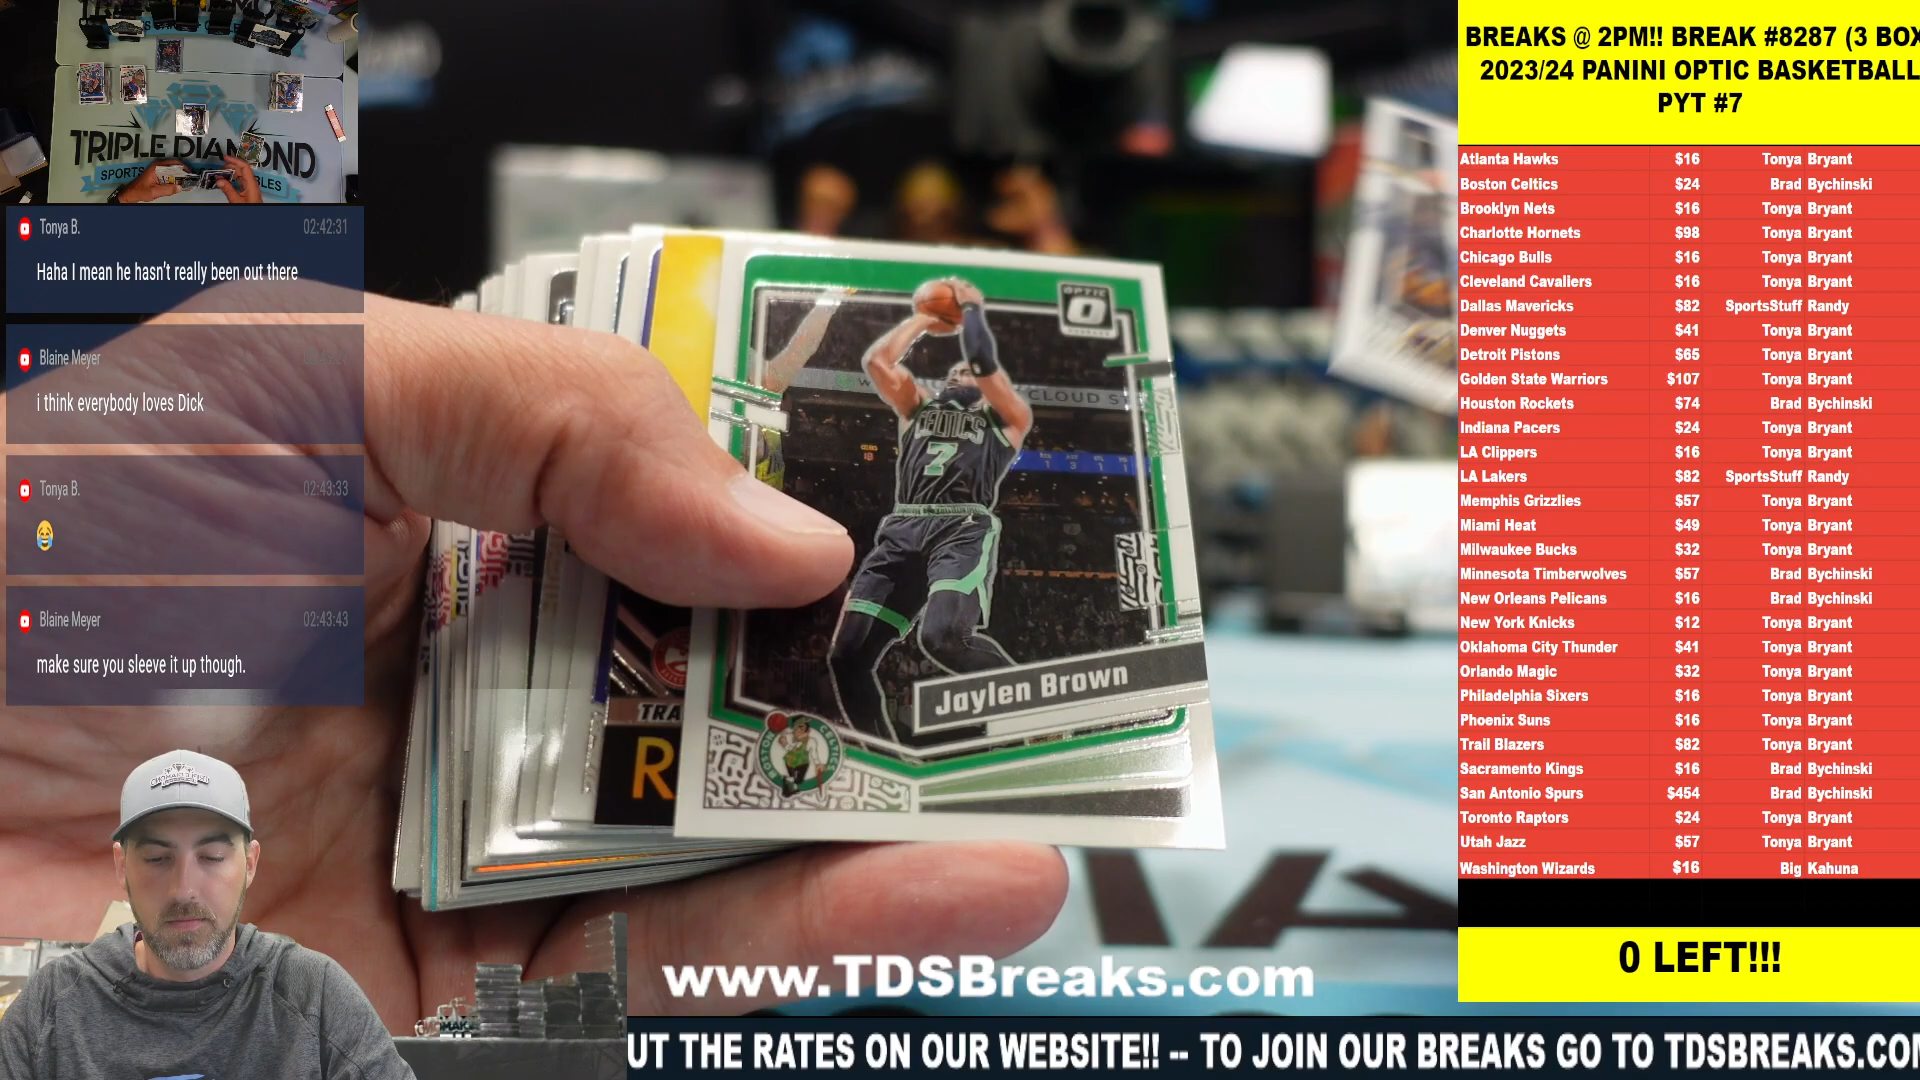 BREAKS @ 2PM!! BREAK #8287 (3 BOX
2023/24 PANINI OPTIC BASKETBALL
PYT #7
Atlanta Hawks $16 Tonya Bryant
Boston Celtics $24 Brad Bychinski
Brooklyn Nets $16 Tonya Bryant
Charlotte Hornets $98 Tonya Bryant
Chicago Bulls $16 Tonya Bryant
Cleveland Cavaliers $16 Tonya Bryant
Dallas Mavericks $82 SportsStuff Randy
Denver Nuggets $41 Tonya Bryant
Detroit Pistons $65 Tonya Bryant
Golden State Warriors $107 Tonya Bryant
Houston Rockets $74 Brad Bychinski
Indiana Pacers $24 Tonya Bryant
LA Clippers $16 Tonya Bryant
LA Lakers $82 SportsStuff Randy
Memphis Grizzlies $57 Tonya Bryant
Miami Heat $49 Tonya Bryant
Milwaukee Bucks $32 Tonya Bryant
Minnesota Timberwolves $57 Brad Bychinski
New Orleans Pelicans $16 Brad Bychinski
New York Knicks $12 Tonya Bryant
Oklahoma City Thunder $41 Tonya Bryant
Orlando Magic $32 Tonya Bryant
Philadelphia Sixers $16 Tonya Bryant
Phoenix Suns $16 Tonya Bryant
Trail Blazers $82 Tonya Bryant
Sacramento Kings $16 Brad Bychinski
San Antonio Spurs $454 Brad Bychinski
Toronto Raptors $24 Tonya Bryant
Utah Jazz $57 Tonya Bryant
Washington Wizards $16 Big Kahuna
0 LEFT!!!
TRIPLE DIAMOND
SPORTS
Tonya B. 02:42:31
Haha I mean he hasn't really been out there
Blaine Meyer
i think everybody loves Dick
Tonya B. 02:43:33
😂
Blaine Meyer 02:43:43
make sure you sleeve it up though.
OPTIC
CLOUD
CELTICS
7
Jaylen Brown
BOSTON CELTICS
TRA
R
www.TDSBreaks.com
UT THE RATES ON OUR WEBSITE!! -- TO JOIN OUR BREAKS GO TO TDSBREAKS.COM